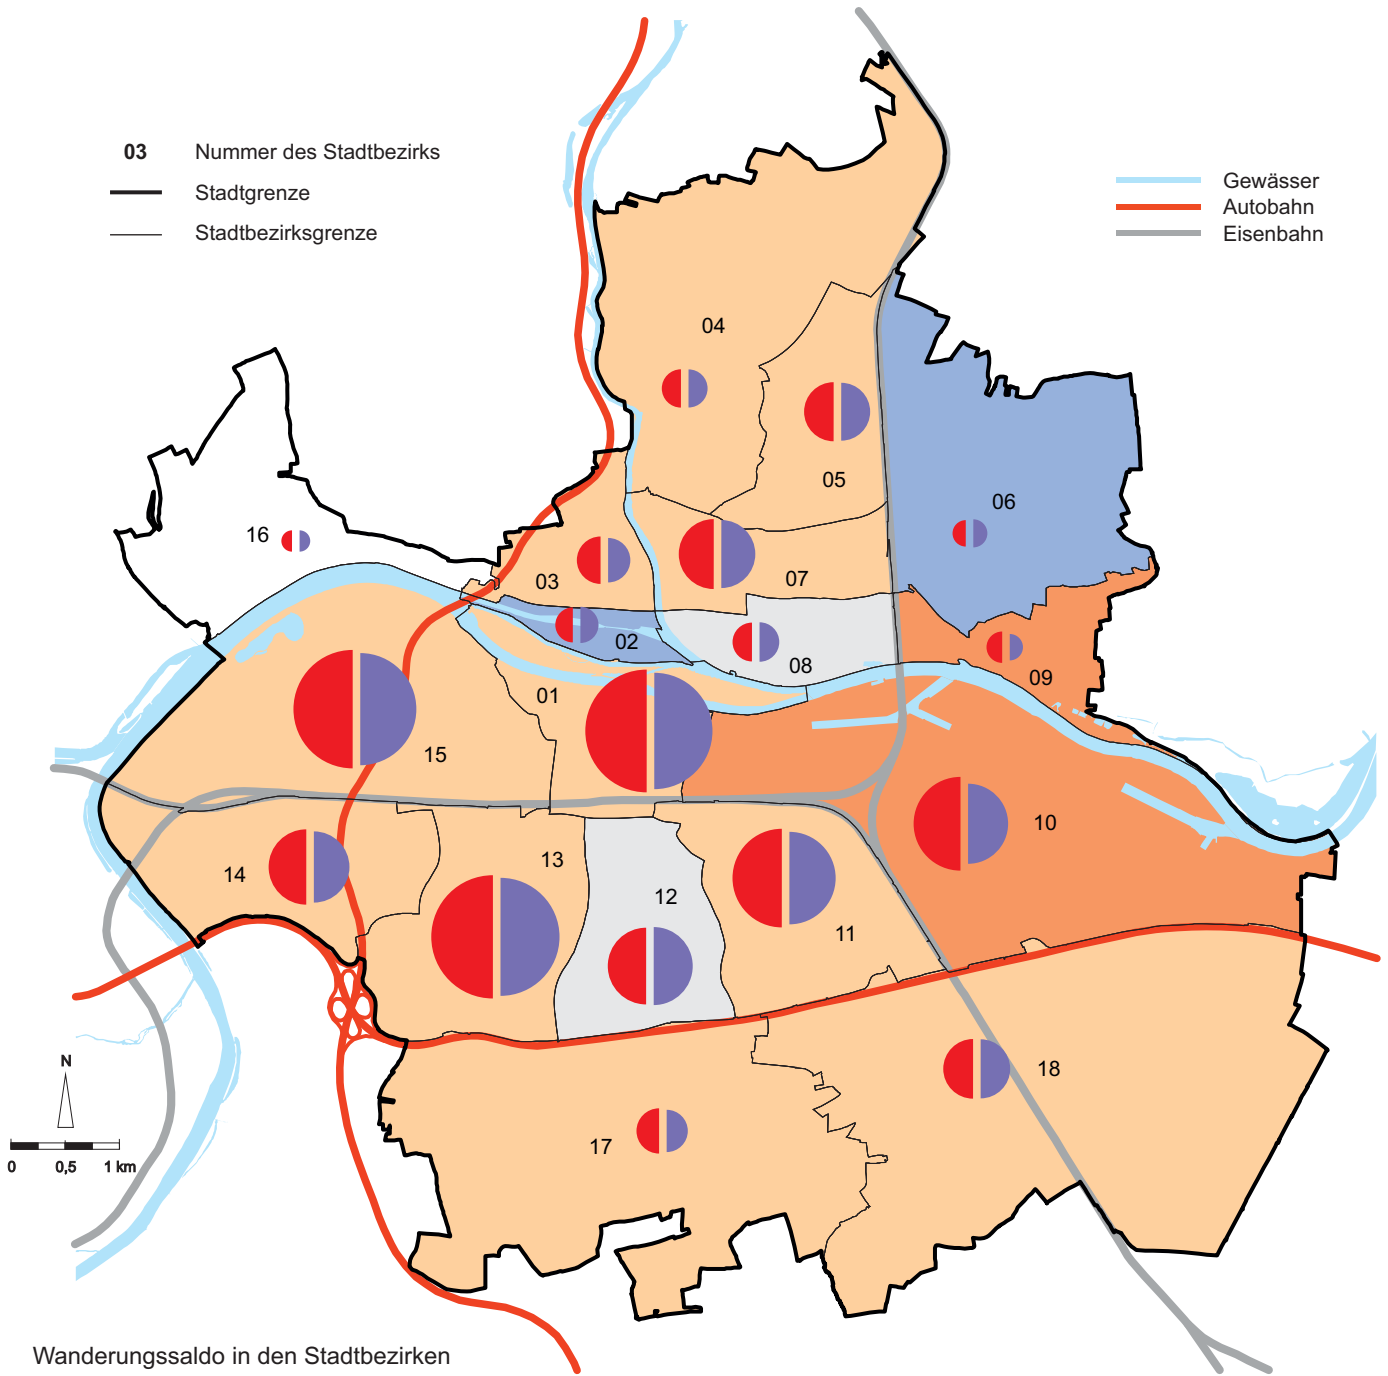 03 Nummer des Stadtbezirks
Stadtgrenze
Stadtbezirksgrenze
Gewässer
Autobahn
Eisenbahn
04
05
06
16
03
07
02
08
09
01
15
10
13
14
12
11
18
17
N
0 0,5 1 km
Wanderungssaldo in den Stadtbezirken